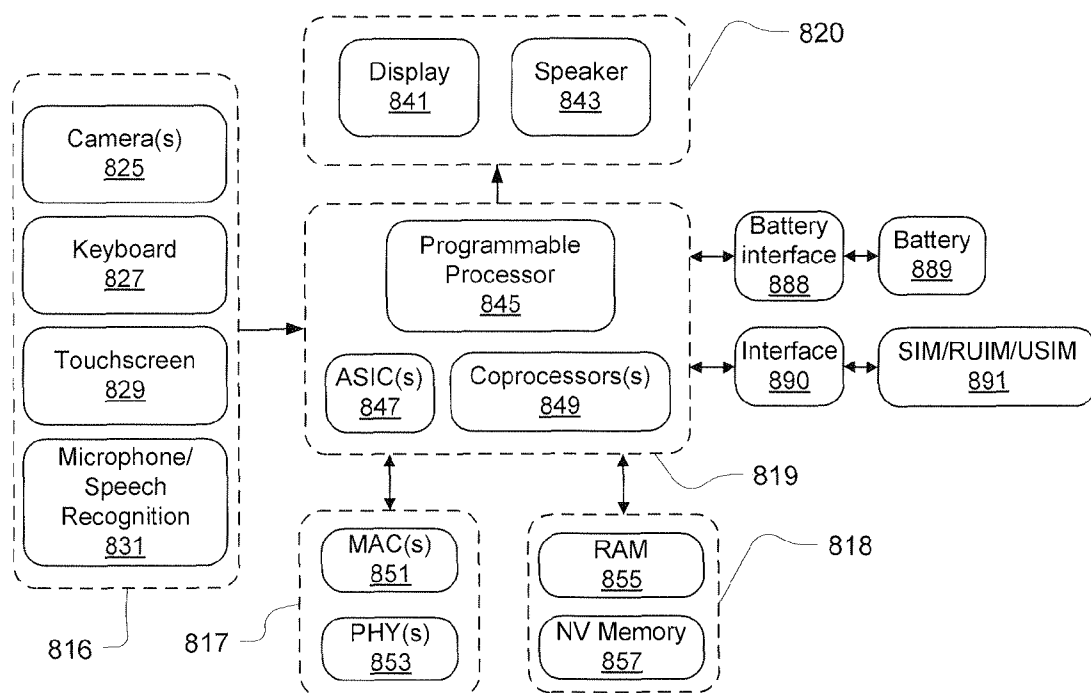 820
Display
841
Speaker
843
Camera(s)
825
Keyboard
827
Touchscreen
829
Microphone/
Speech
Recognition
831
816
Programmable
Processor
845
ASIC(s)
847
Coprocessors(s)
849
819
Battery
interface
888
Battery
889
Interface
890
SIM/RUIM/USIM
891
MAC(s)
851
PHY(s)
853
817
RAM
855
NV Memory
857
818